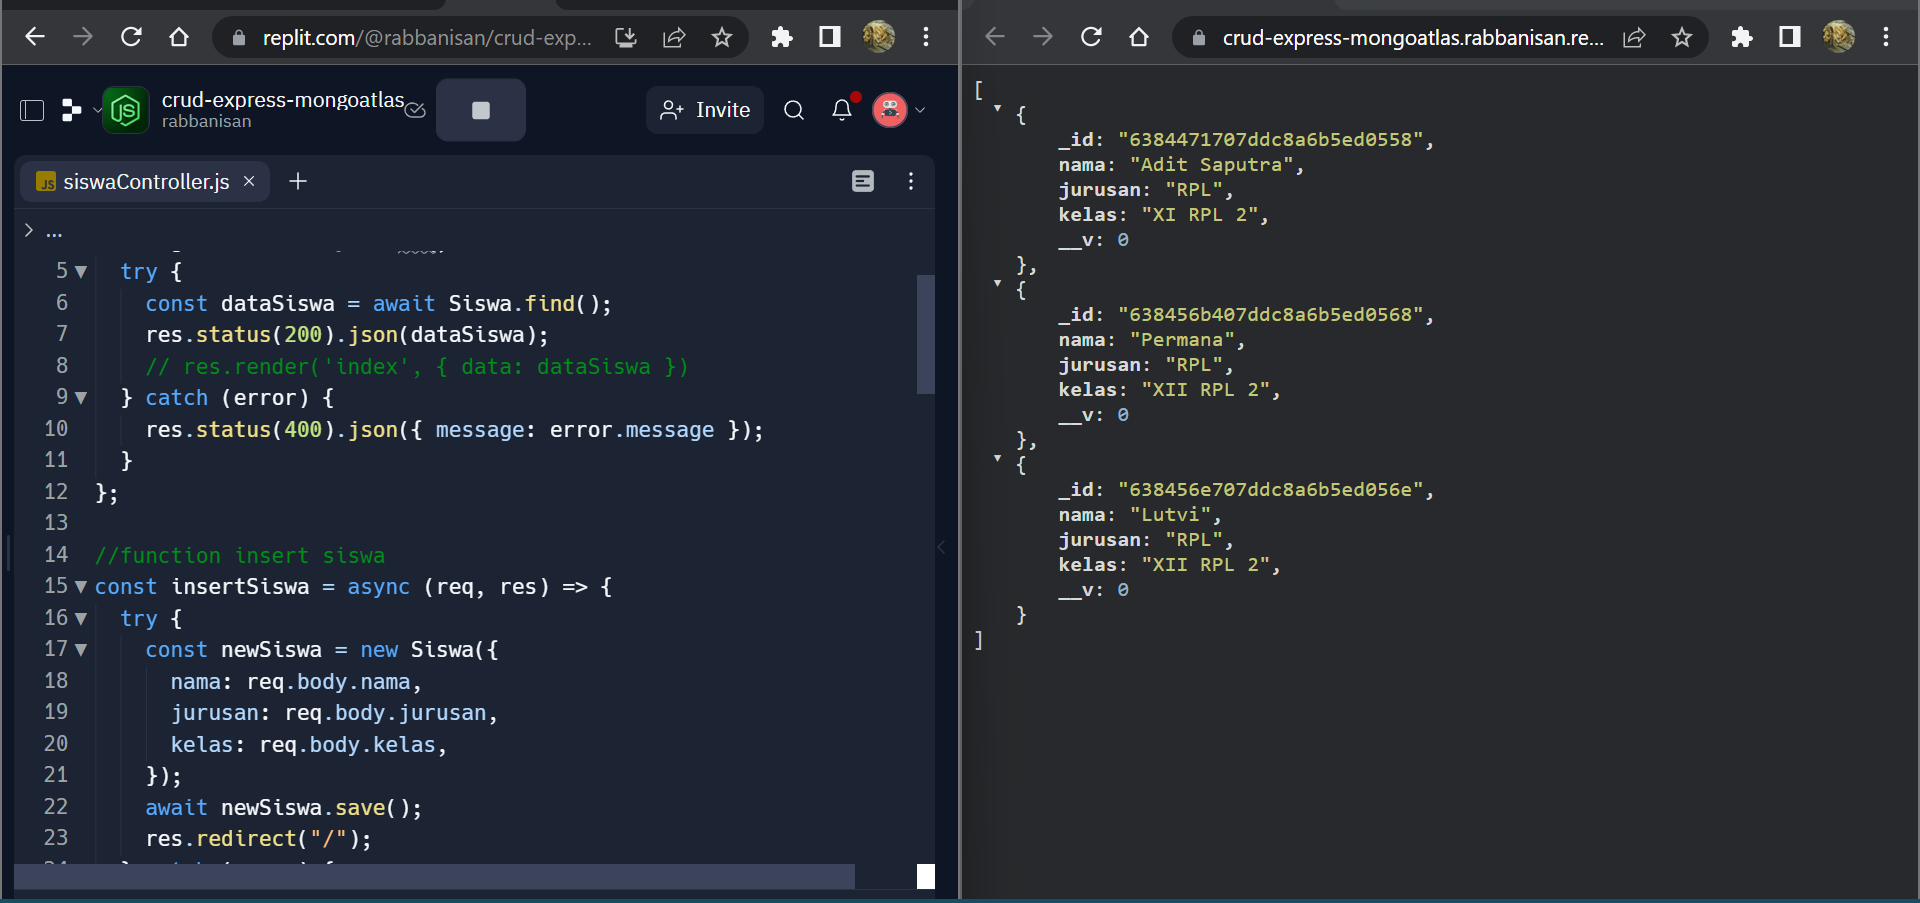 replit.com/@rabbanisan/crud-exp...
crud-express-mongoatlas
rabbanisan
Invite
JS siswaController.js
...
5 try {
6 const dataSiswa = await Siswa.find();
7 res.status(200).json(dataSiswa);
8 // res.render('index', { data: dataSiswa })
9 } catch (error) {
10 res.status(400).json({ message: error.message });
11 }
12 };
13
14 //function insert siswa
15 const insertSiswa = async (req, res) => {
16 try {
17 const newSiswa = new Siswa({
18 nama: req.body.nama,
19 jurusan: req.body.jurusan,
20 kelas: req.body.kelas,
21 });
22 await newSiswa.save();
23 res.redirect("/");
crud-express-mongoatlas.rabbanisan.re...
[
{
_id: "6384471707ddc8a6b5ed0558",
nama: "Adit Saputra",
jurusan: "RPL",
kelas: "XI RPL 2",
__v: 0
},
{
_id: "638456b407ddc8a6b5ed0568",
nama: "Permana",
jurusan: "RPL",
kelas: "XII RPL 2",
__v: 0
},
{
_id: "638456e707ddc8a6b5ed056e",
nama: "Lutvi",
jurusan: "RPL",
kelas: "XII RPL 2",
__v: 0
}
]